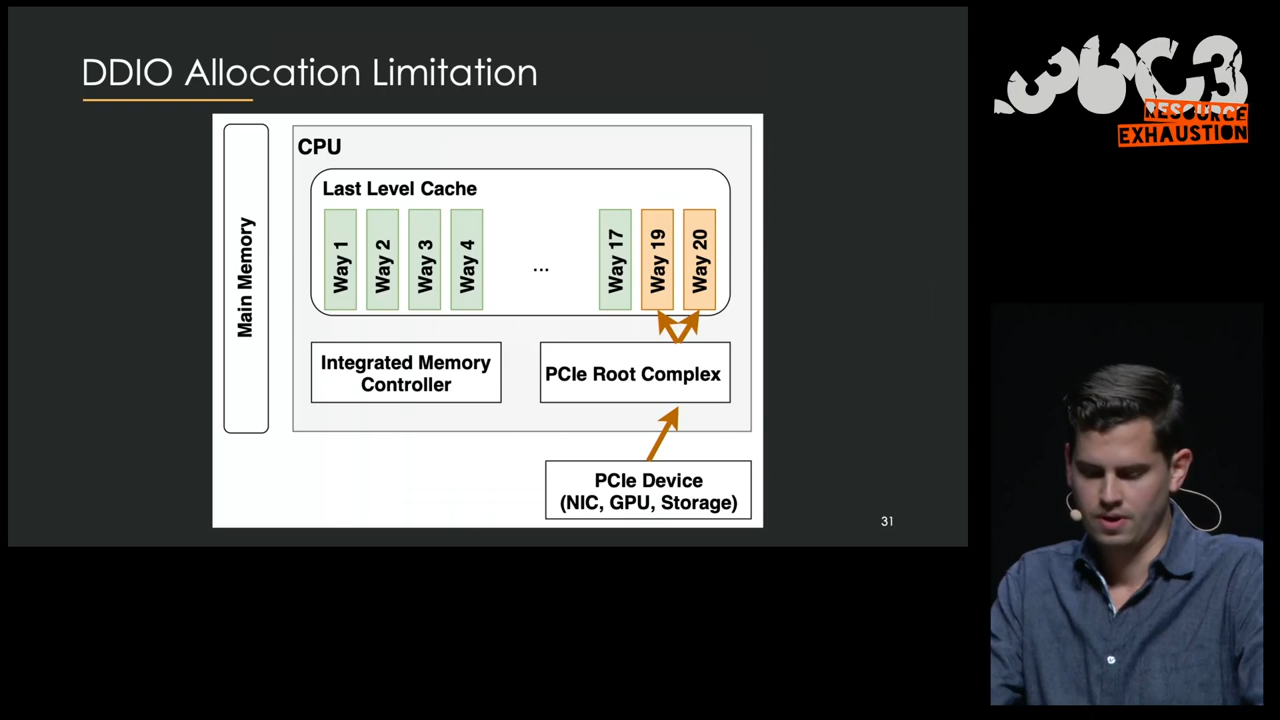 DDIO Allocation Limitation
36C3
RESOURCE
EXHAUSTION
Main Memory
CPU
Last Level Cache
Way 1
Way 2
Way 3
Way 4
...
Way 17
Way 19
Way 20
Integrated Memory
Controller
PCIe Root Complex
PCIe Device
(NIC, GPU, Storage)
31